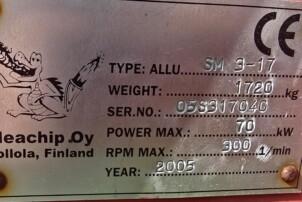 CE
TYPE: ALLU SM 3-17
WEIGHT: 1720 kg
SER.NO. 05S317040
POWER MAX.: 70 kW
RPM MAX.: 300 1/min
YEAR: 2005
leachip Oy
ollola, Finland